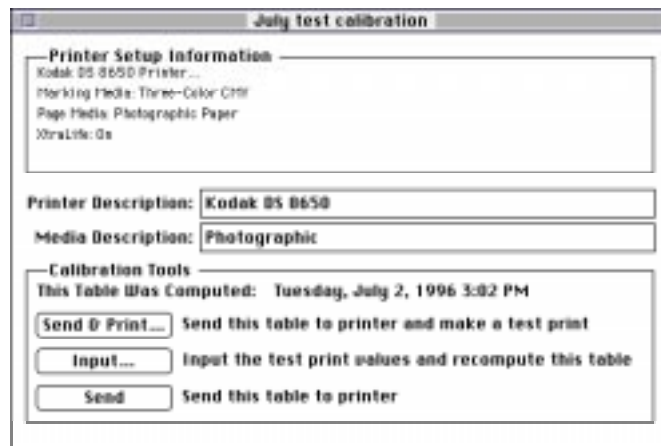 July test calibration
Printer Setup Information
Kodak DS 8650 Printer...
Marking Media: Three-Color CMY
Page Media: Photographic Paper
XtraLife: On
Printer Description: Kodak DS 8650
Media Description: Photographic
Calibration Tools
This Table Was Computed: Tuesday, July 2, 1996 3:02 PM
Send & Print... Send this table to printer and make a test print
Input... Input the test print values and recompute this table
Send Send this table to printer